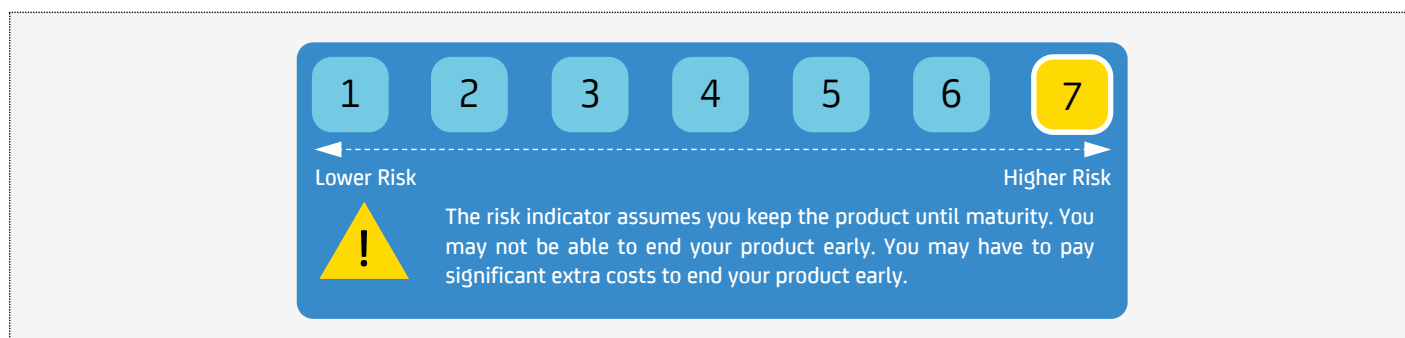 1 2 3 4 5 6 7
Lower Risk Higher Risk
! The risk indicator assumes you keep the product until maturity. You
may not be able to end your product early. You may have to pay
significant extra costs to end your product early.